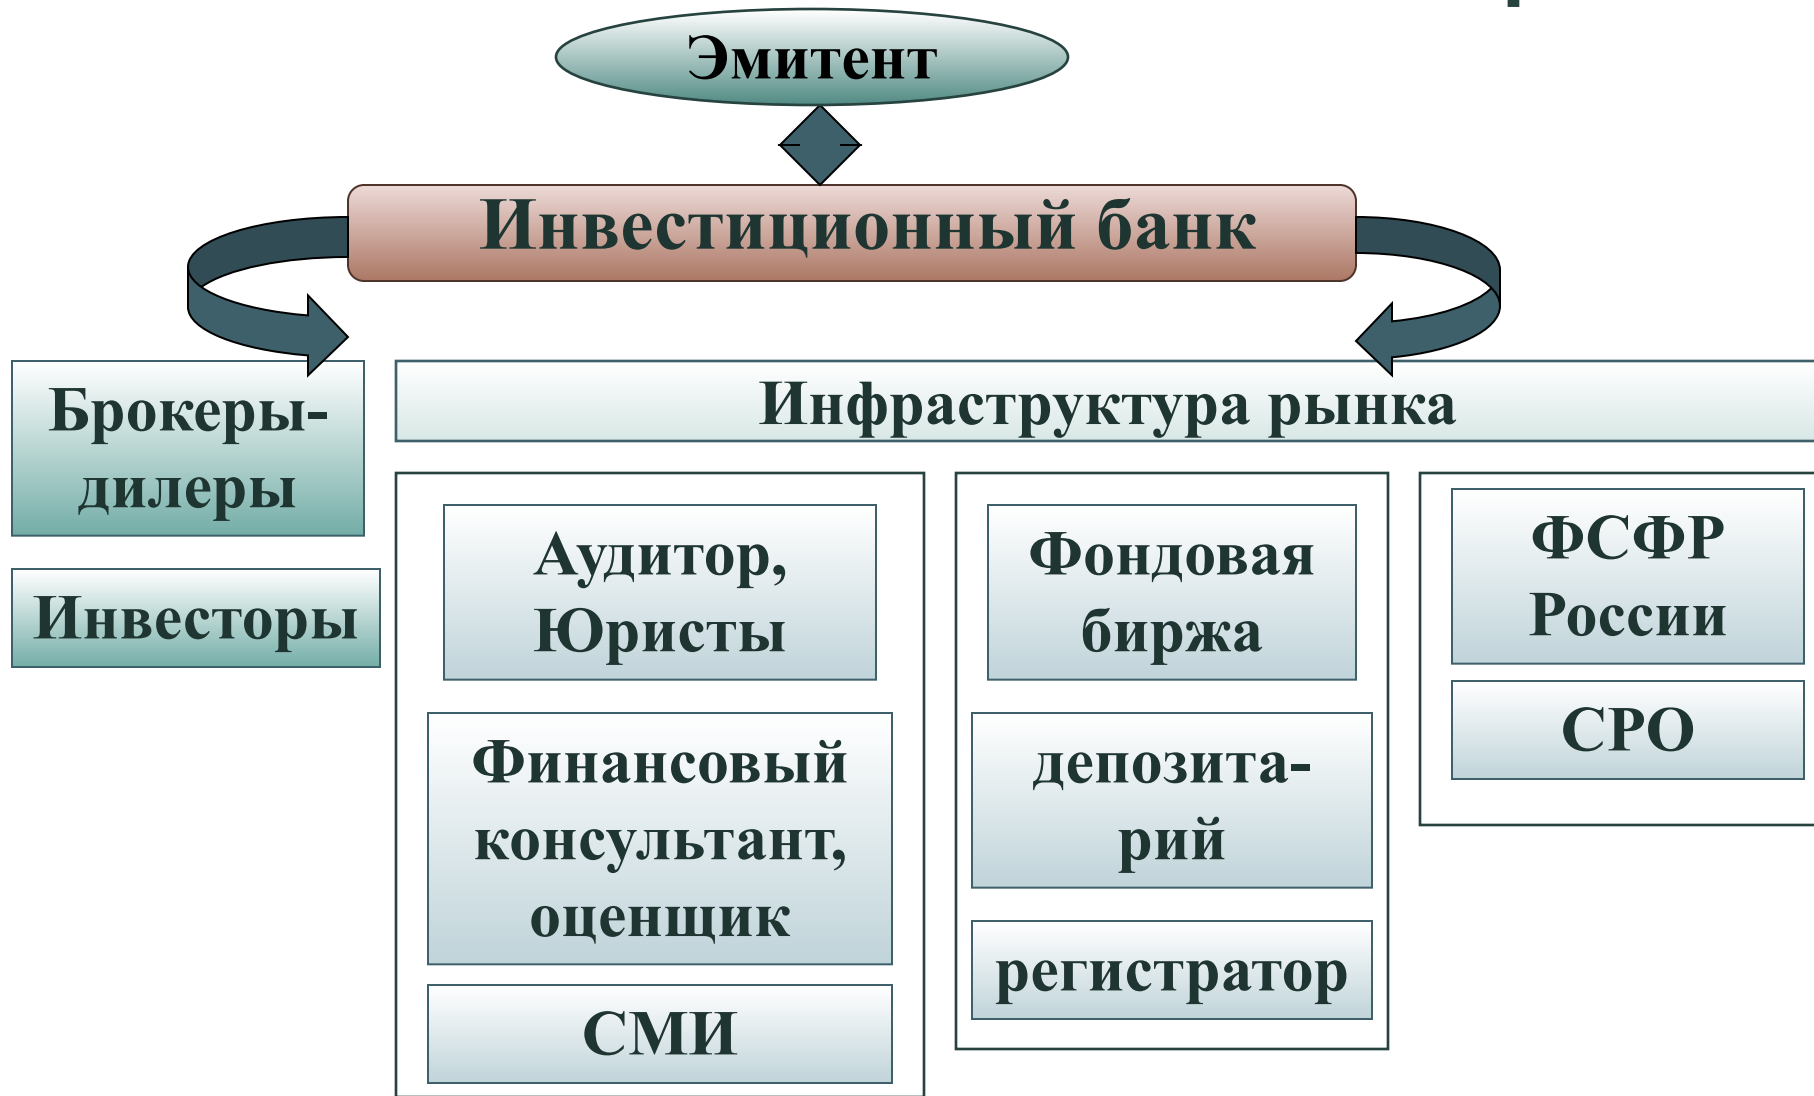 Эмитент
Инвестиционный банк
Брокеры-
дилеры
Инвесторы
Инфраструктура рынка
Аудитор,
Юристы
Финансовый
консультант,
оценщик
СМИ
Фондовая
биржа
депозита-
рий
регистратор
ФСФР
России
СРО